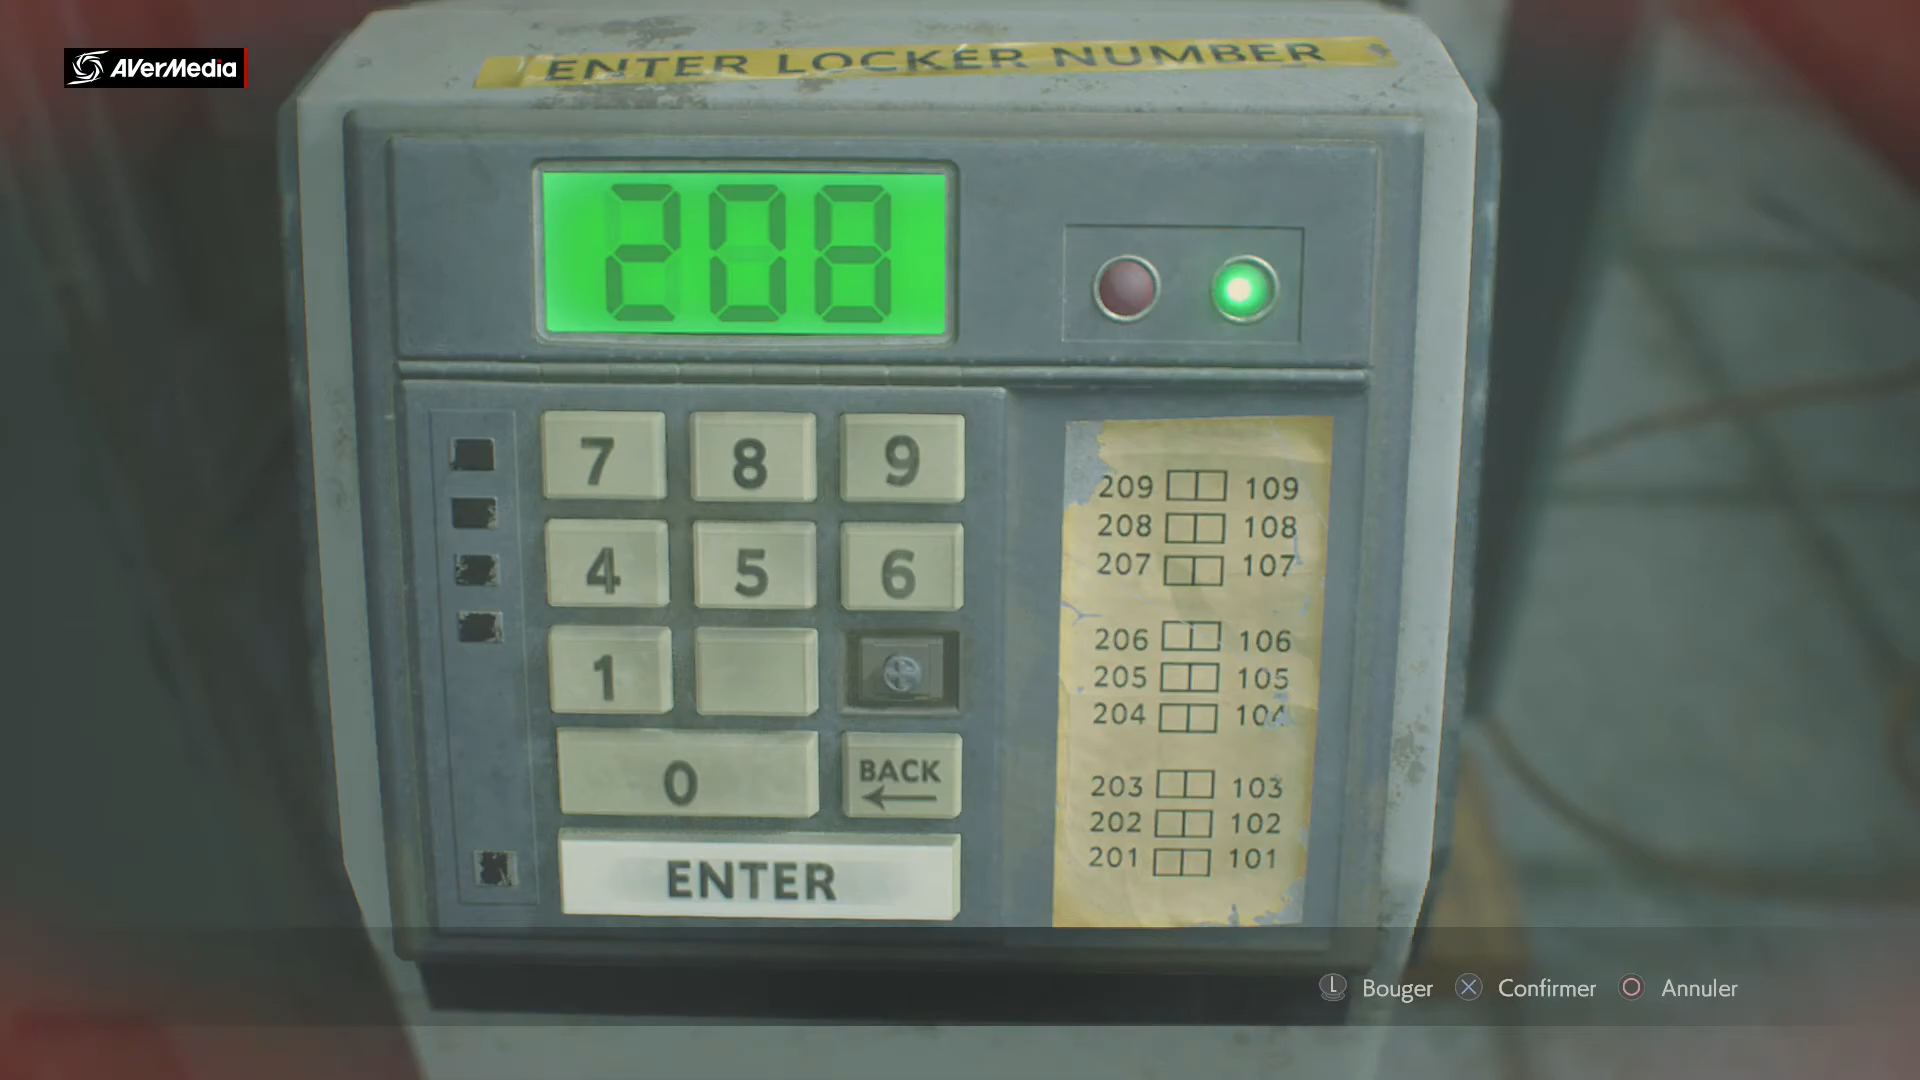 AVerMedia
ENTER LOCKER NUMBER
208
7 8 9
4 5 6
1
0 BACK
ENTER
209 109
208 108
207 107
206 106
205 105
204 104
203 103
202 102
201 101
L Bouger Confirmer Annuler